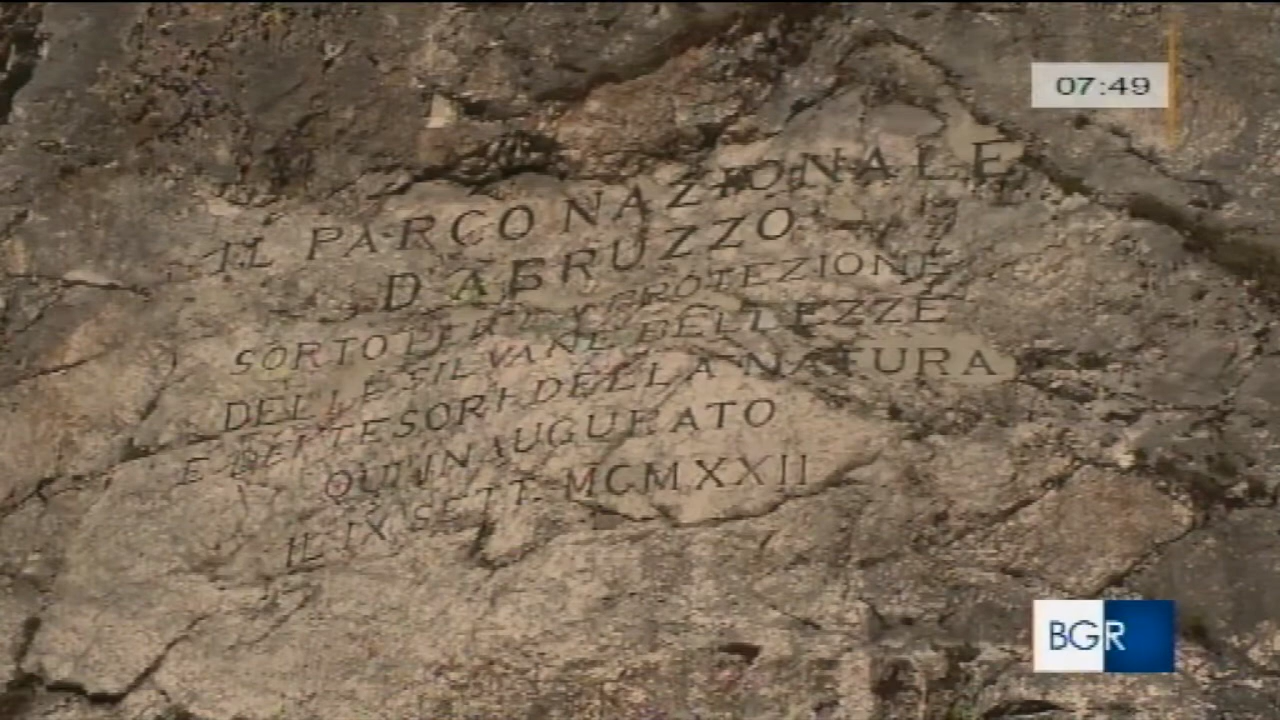 07:49
IL PARCO NAZIONALE
D'ABRUZZO
SORTO PER LA PROTEZIONE
DELLE SILVANE BELLEZZE
E DEI TESORI DELLA NATURA
QUI INAUGURATO
IL IX SETT. MCMXXII
BGR